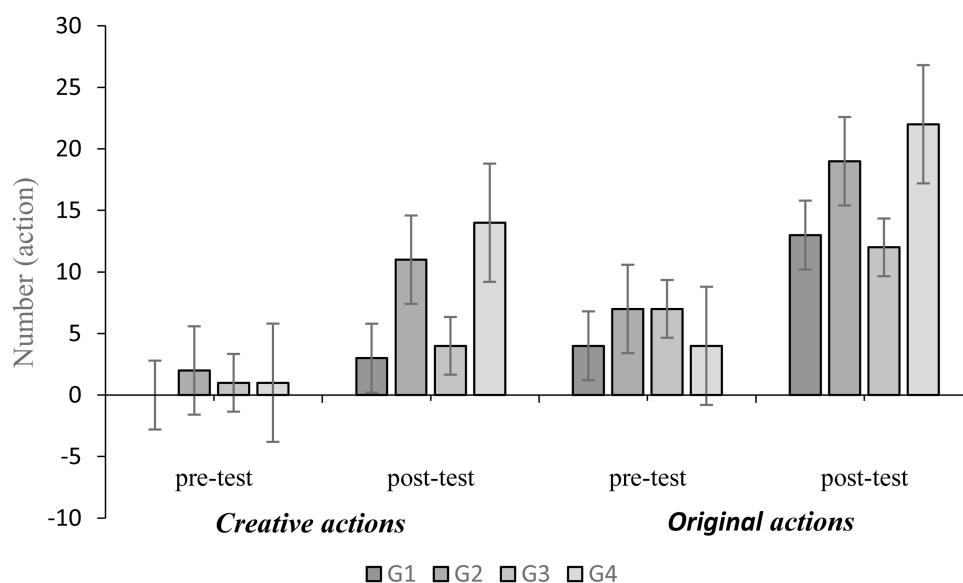 30
25
20
15
10
5
0
-5
-10
Number (action)
pre-test post-test pre-test post-test
Creative actions Original actions
G1 G2 G3 G4